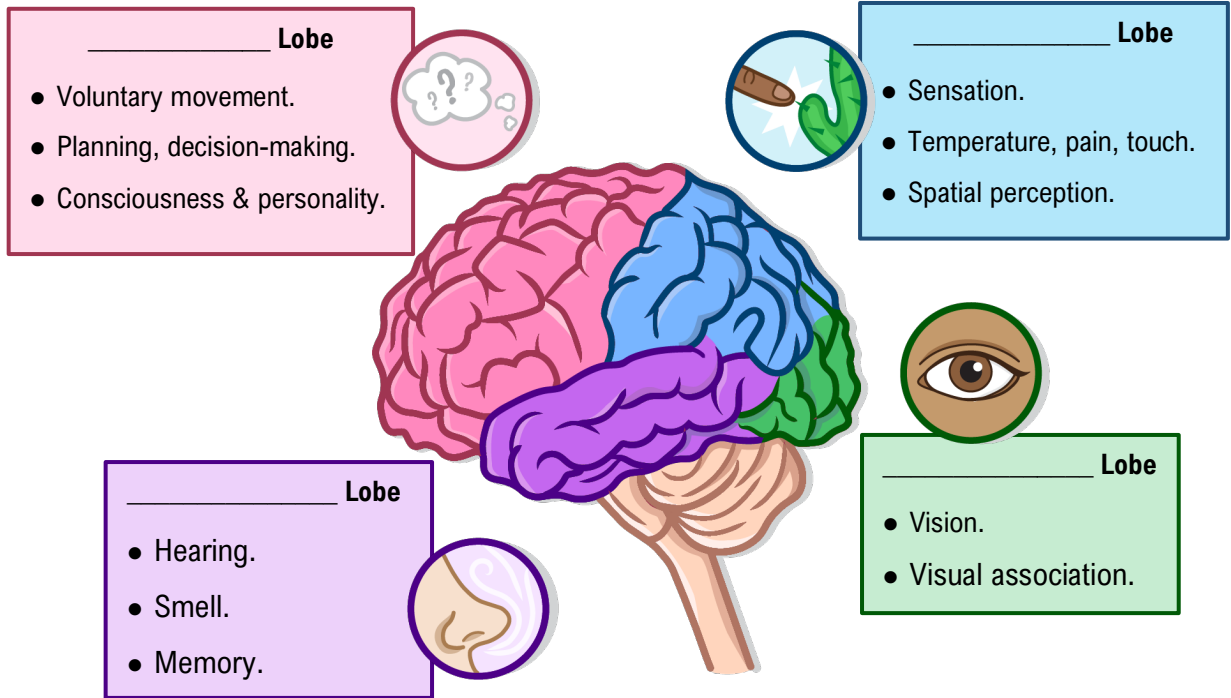 _____________ Lobe
● Voluntary movement.
● Planning, decision-making.
● Consciousness & personality.
______________ Lobe
● Sensation.
● Temperature, pain, touch.
● Spatial perception.
? ? ?
_______________ Lobe
● Hearing.
● Smell.
● Memory.
_______________ Lobe
● Vision.
● Visual association.